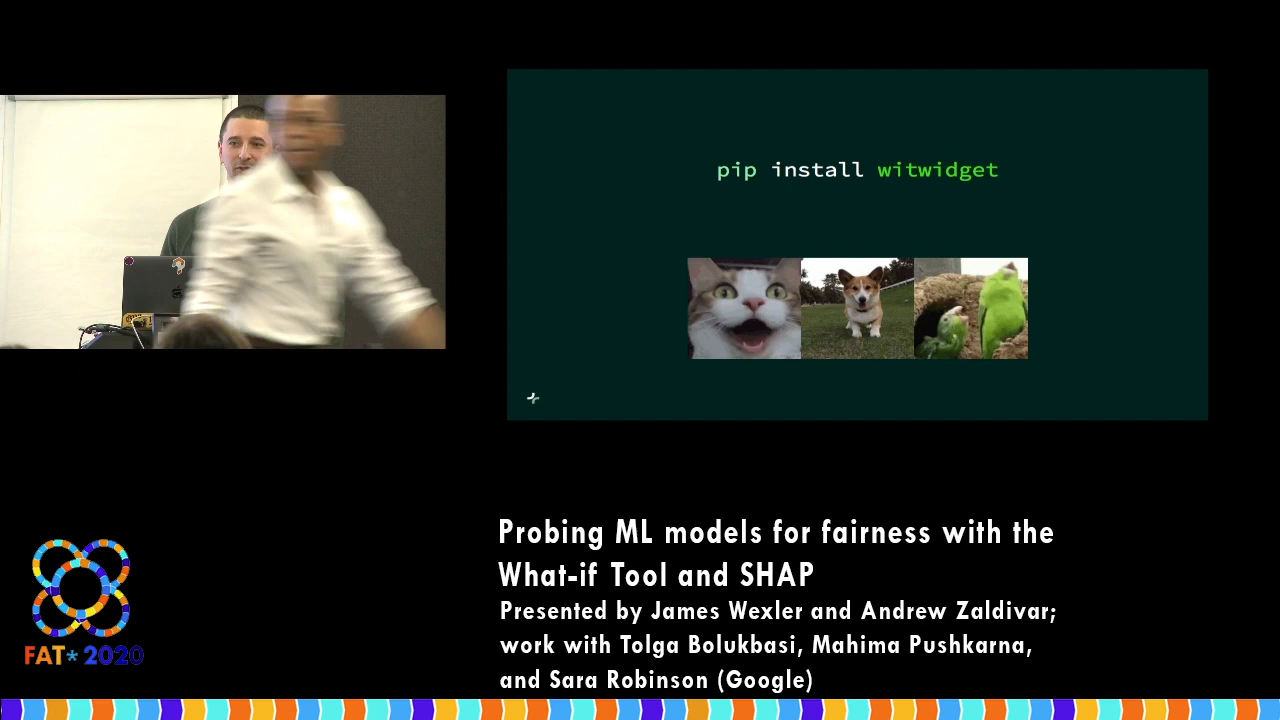 pip install witwidget
Probing ML models for fairness with the
What-if Tool and SHAP
Presented by James Wexler and Andrew Zaldivar;
work with Tolga Bolukbasi, Mahima Pushkarna,
and Sara Robinson (Google)
FAT* 2020